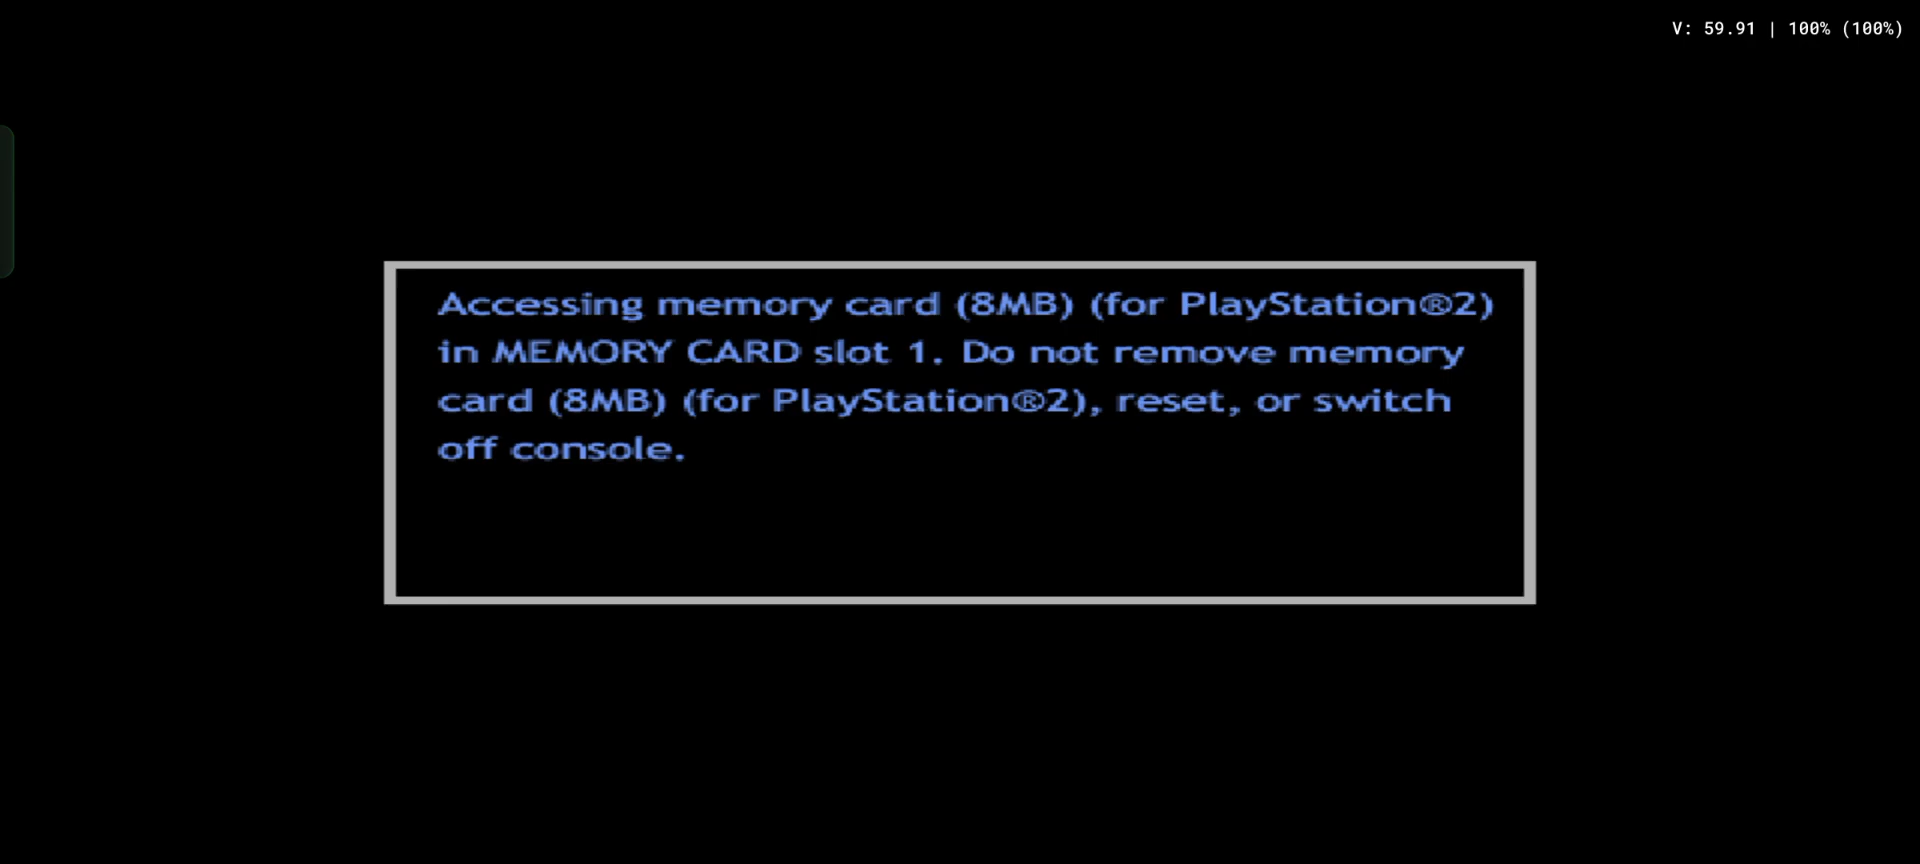 V: 59.91 | 100% (100%)
Accessing memory card (8MB) (for PlayStation®2)
in MEMORY CARD slot 1. Do not remove memory
card (8MB) (for PlayStation®2), reset, or switch
off console.